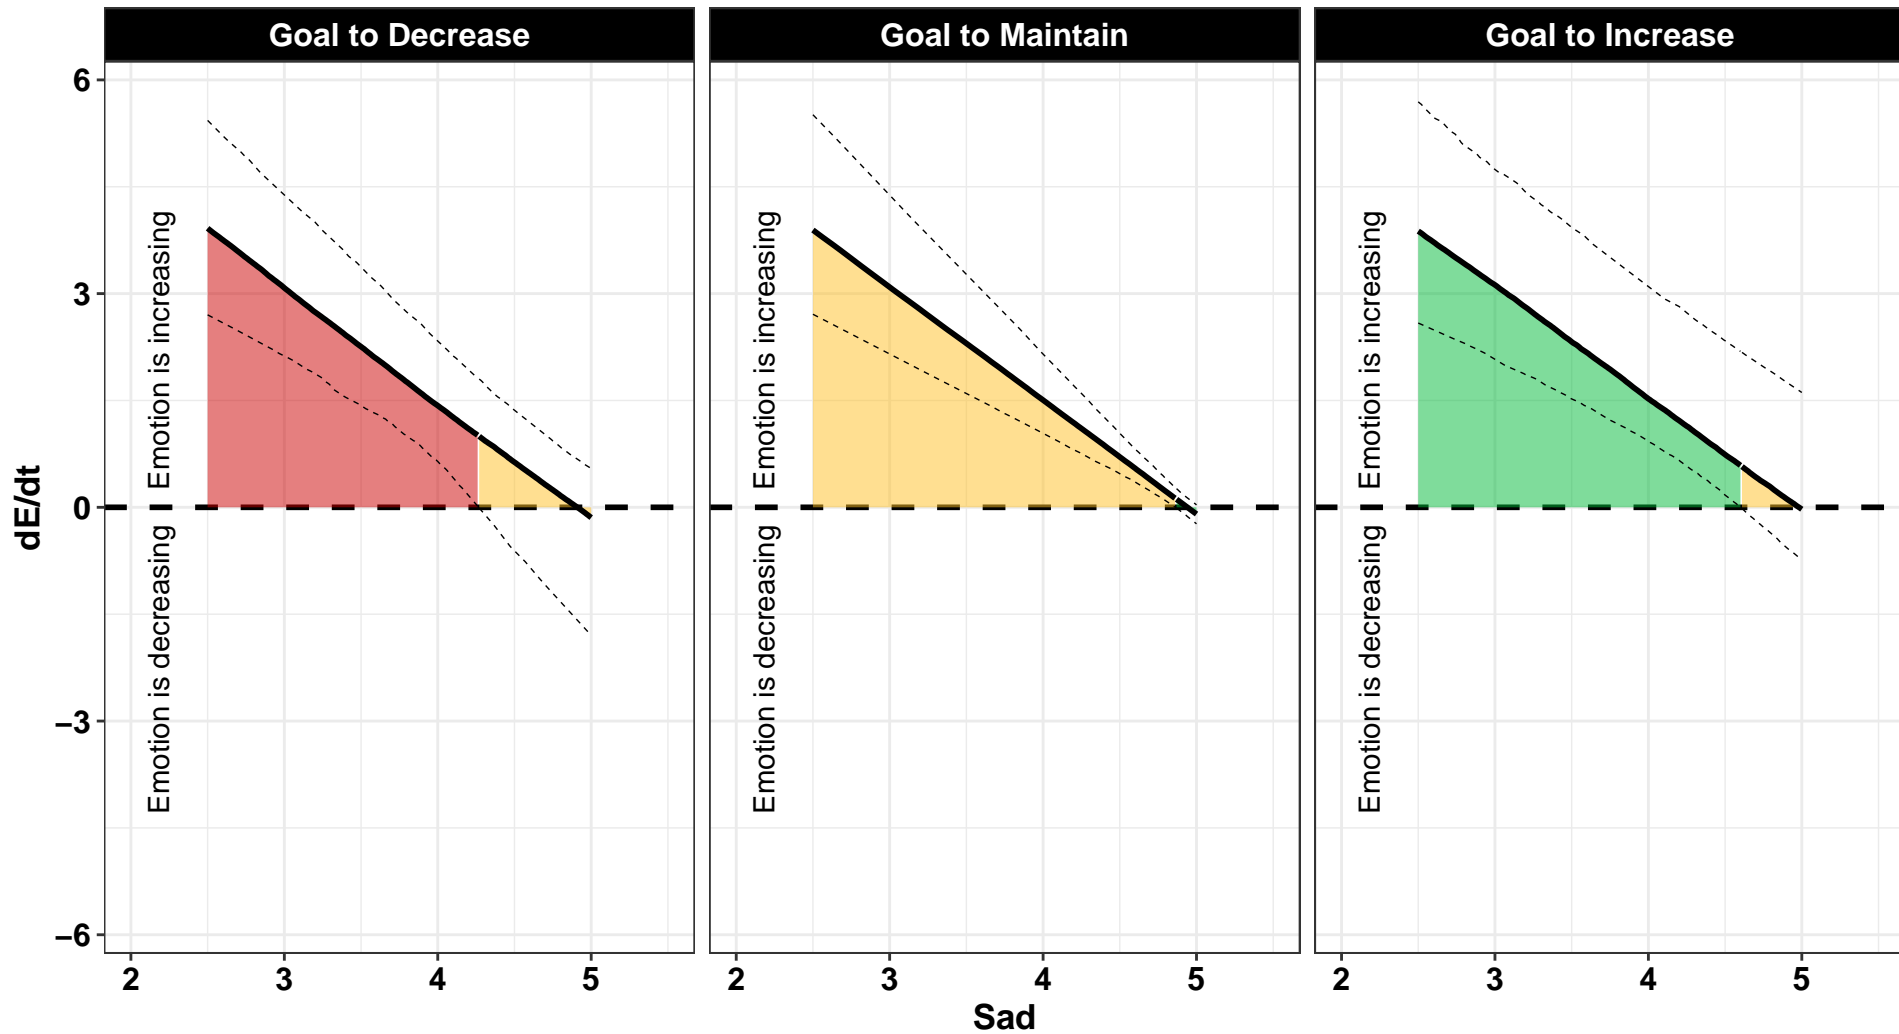 Goal to Decrease
Goal to Maintain
Goal to Increase
6
3
0
−3
−6
dE/dt
Emotion is increasing
Emotion is decreasing
Emotion is increasing
Emotion is decreasing
Emotion is increasing
Emotion is decreasing
2 3 4 5
2 3 4 5
2 3 4 5
Sad